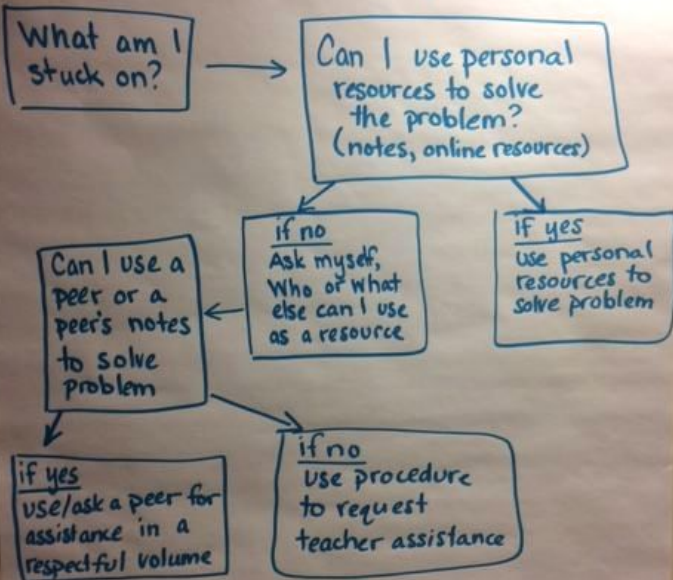 What am I
stuck on?
Can I use personal
resources to solve
the problem?
(notes, online resources)
if no
Ask myself,
Who or what
else can I use
as a resource
if yes
use personal
resources to
solve problem
Can I use a
peer or a
peer's notes
to solve
problem
if yes
use/ask a peer for
assistance in a
respectful volume
if no
use procedure
to request
teacher assistance